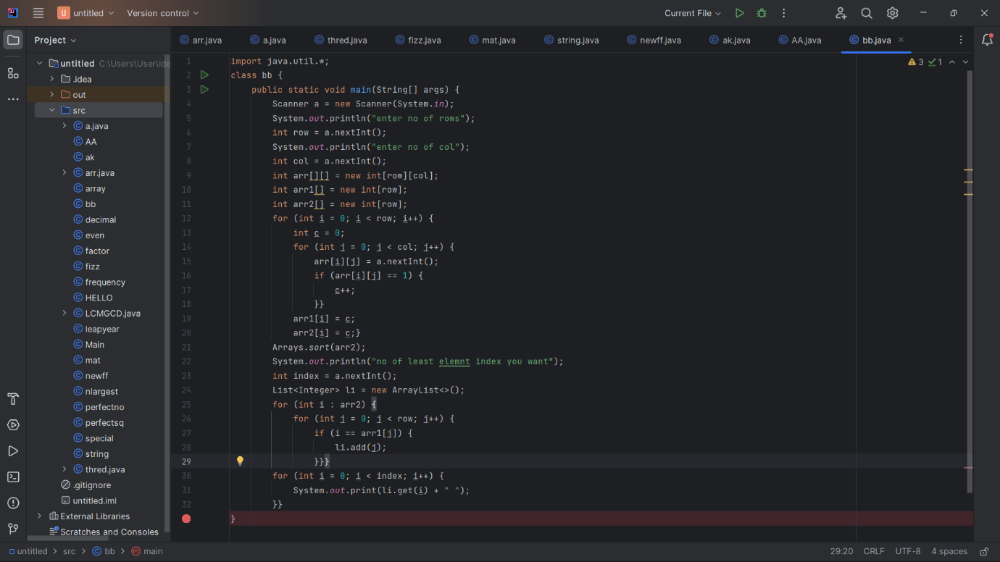 U untitled Version control Current File
Project
arr.java a.java thred.java fizz.java mat.java string.java newff.java ak.java AA.java bb.java
untitled C:\Users\User\Ide
.idea
out
src
a.java
AA
ak
arr.java
array
bb
decimal
even
factor
fizz
frequency
HELLO
LCMGCD.java
leapyear
Main
mat
newff
nlargest
perfectno
perfectsq
special
string
thred.java
.gitignore
untitled.iml
External Libraries
Scratches and Consoles
3 1
1 import java.util.*;
2 class bb {
3 public static void main(String[] args) {
4 Scanner a = new Scanner(System.in);
5 System.out.println("enter no of rows");
6 int row = a.nextInt();
7 System.out.println("enter no of col");
8 int col = a.nextInt();
9 int arr[][] = new int[row][col];
10 int arr1[] = new int[row];
11 int arr2[] = new int[row];
12 for (int i = 0; i < row; i++) {
13 int c = 0;
14 for (int j = 0; j < col; j++) {
15 arr[i][j] = a.nextInt();
16 if (arr[i][j] == 1) {
17 c++;
18 }}
19 arr1[i] = c;
20 arr2[i] = c;}
21 Arrays.sort(arr2);
22 System.out.println("no of least elemnt index you want");
23 int index = a.nextInt();
24 List<Integer> li = new ArrayList<>();
25 for (int i : arr2) {
26 for (int j = 0; j < row; j++) {
27 if (i == arr1[j]) {
28 li.add(j);
29 }}}
30 for (int i = 0; i < index; i++) {
31 System.out.print(li.get(i) + " ");
32 }}
}
untitled > src > bb > main 29:20 CRLF UTF-8 4 spaces